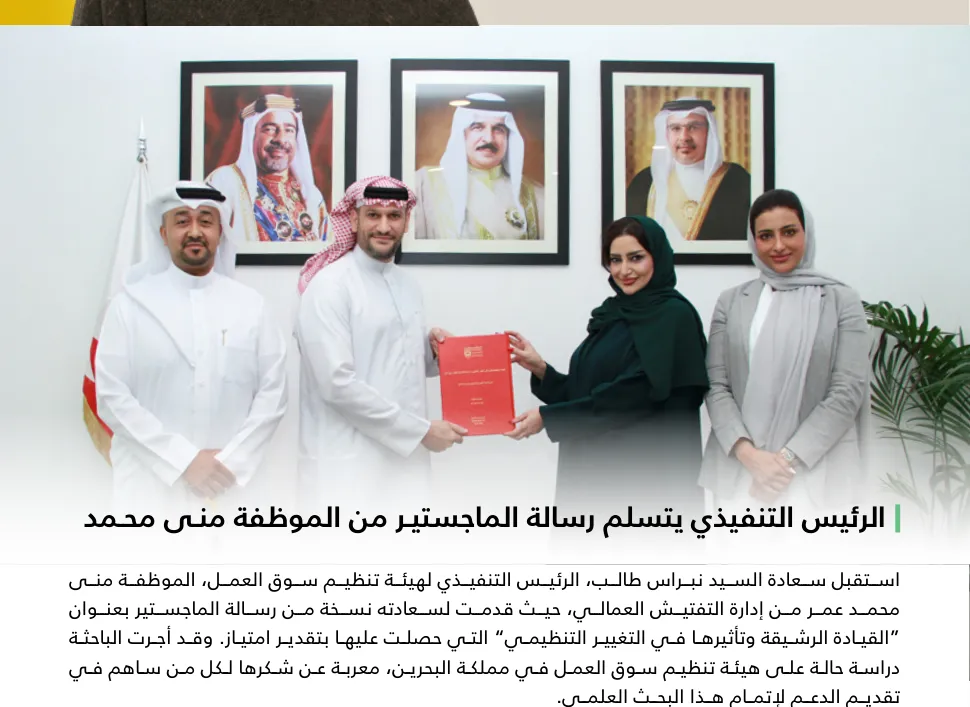 الرئيس التنفيذي يتسلم رسالة الماجستير من الموظفة منى محمد
استقبل سعادة السيد نبراس طالب، الرئيس التنفيذي لهيئة تنظيم سوق العمل، الموظفة منى
محمد عمر من إدارة التفتيش العمالي، حيث قدمت لسعادته نسخة من رسالة الماجستير بعنوان
”القيادة الرشيقة وتأثيرها في التغيير التنظيمي“ التي حصلت عليها بتقدير امتياز. وقد أجرت الباحثة
دراسة حالة على هيئة تنظيم سوق العمل في مملكة البحرين، معربة عن شكرها لكل من ساهم في
تقديم الدعم لإتمام هذا البحث العلمي.